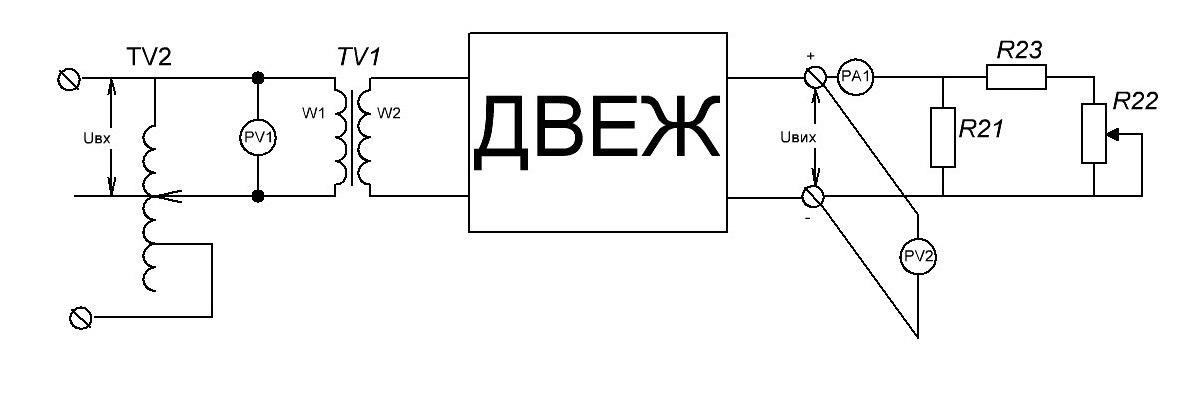 TV2
TV1
R23
+
PA1
R22
W1
W2
ДВЕЖ
Uвх
PV1
Uвих
R21
-
PV2